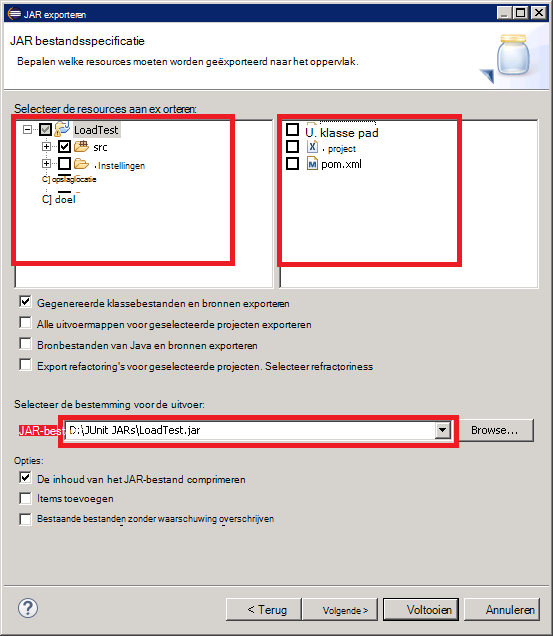 JAR exporteren
JAR bestandsspecificatie
Bepalen welke resources moeten worden geëxporteerd naar het oppervlak.
Selecteer de resources aan ex orteren:
LoadTest
src
. Instellingen
C] opslaglocatie
C] doel
U. klasse pad
. project
pom.xml
Gegenereerde klassebestanden en bronnen exporteren
Alle uitvoermappen voor geselecteerde projecten exporteren
Bronbestanden van Java en bronnen exporteren
Export refactoring's voor geselecteerde projecten. Selecteer refractoriness
Selecteer de bestemming voor de uitvoer:
JAR-best D:\JUnit JARs\LoadTest.jar Browse...
Opties:
De inhoud van het JAR-bestand comprimeren
Items toevoegen
Bestaande bestanden zonder waarschuwing overschrijven
? < Terug Volgende > Voltooien Annuleren